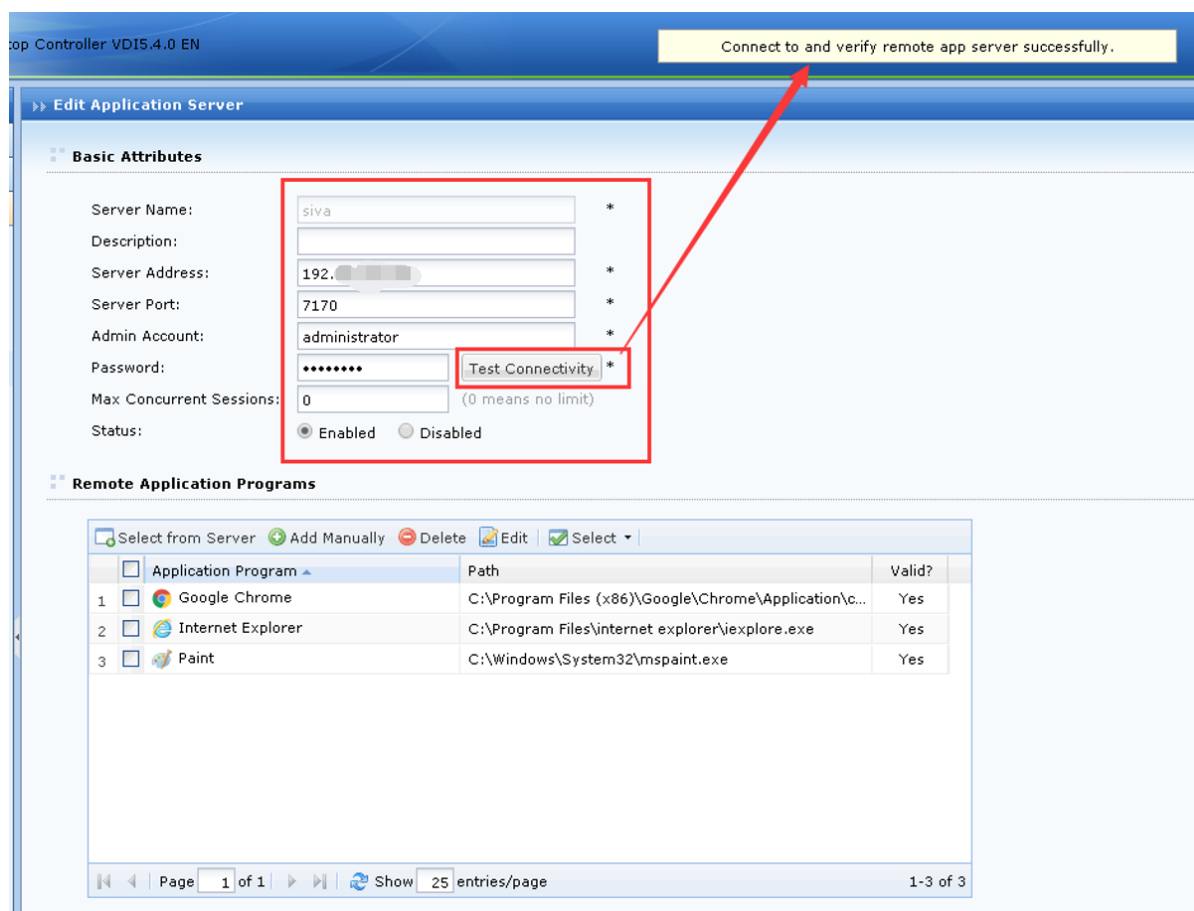 top Controller VDI5.4.0 EN
Connect to and verify remote app server successfully.
Edit Application Server
Basic Attributes
Server Name: siva *
Description:
Server Address: 192. *
Server Port: 7170 *
Admin Account: administrator *
Password: •••••••• Test Connectivity *
Max Concurrent Sessions: 0 (0 means no limit)
Status: Enabled Disabled
Remote Application Programs
Select from Server Add Manually Delete Edit Select
Application Program Path Valid?
1 Google Chrome C:\Program Files (x86)\Google\Chrome\Application\c... Yes
2 Internet Explorer C:\Program Files\internet explorer\iexplore.exe Yes
3 Paint C:\Windows\System32\mspaint.exe Yes
Page 1 of 1 Show 25 entries/page 1-3 of 3